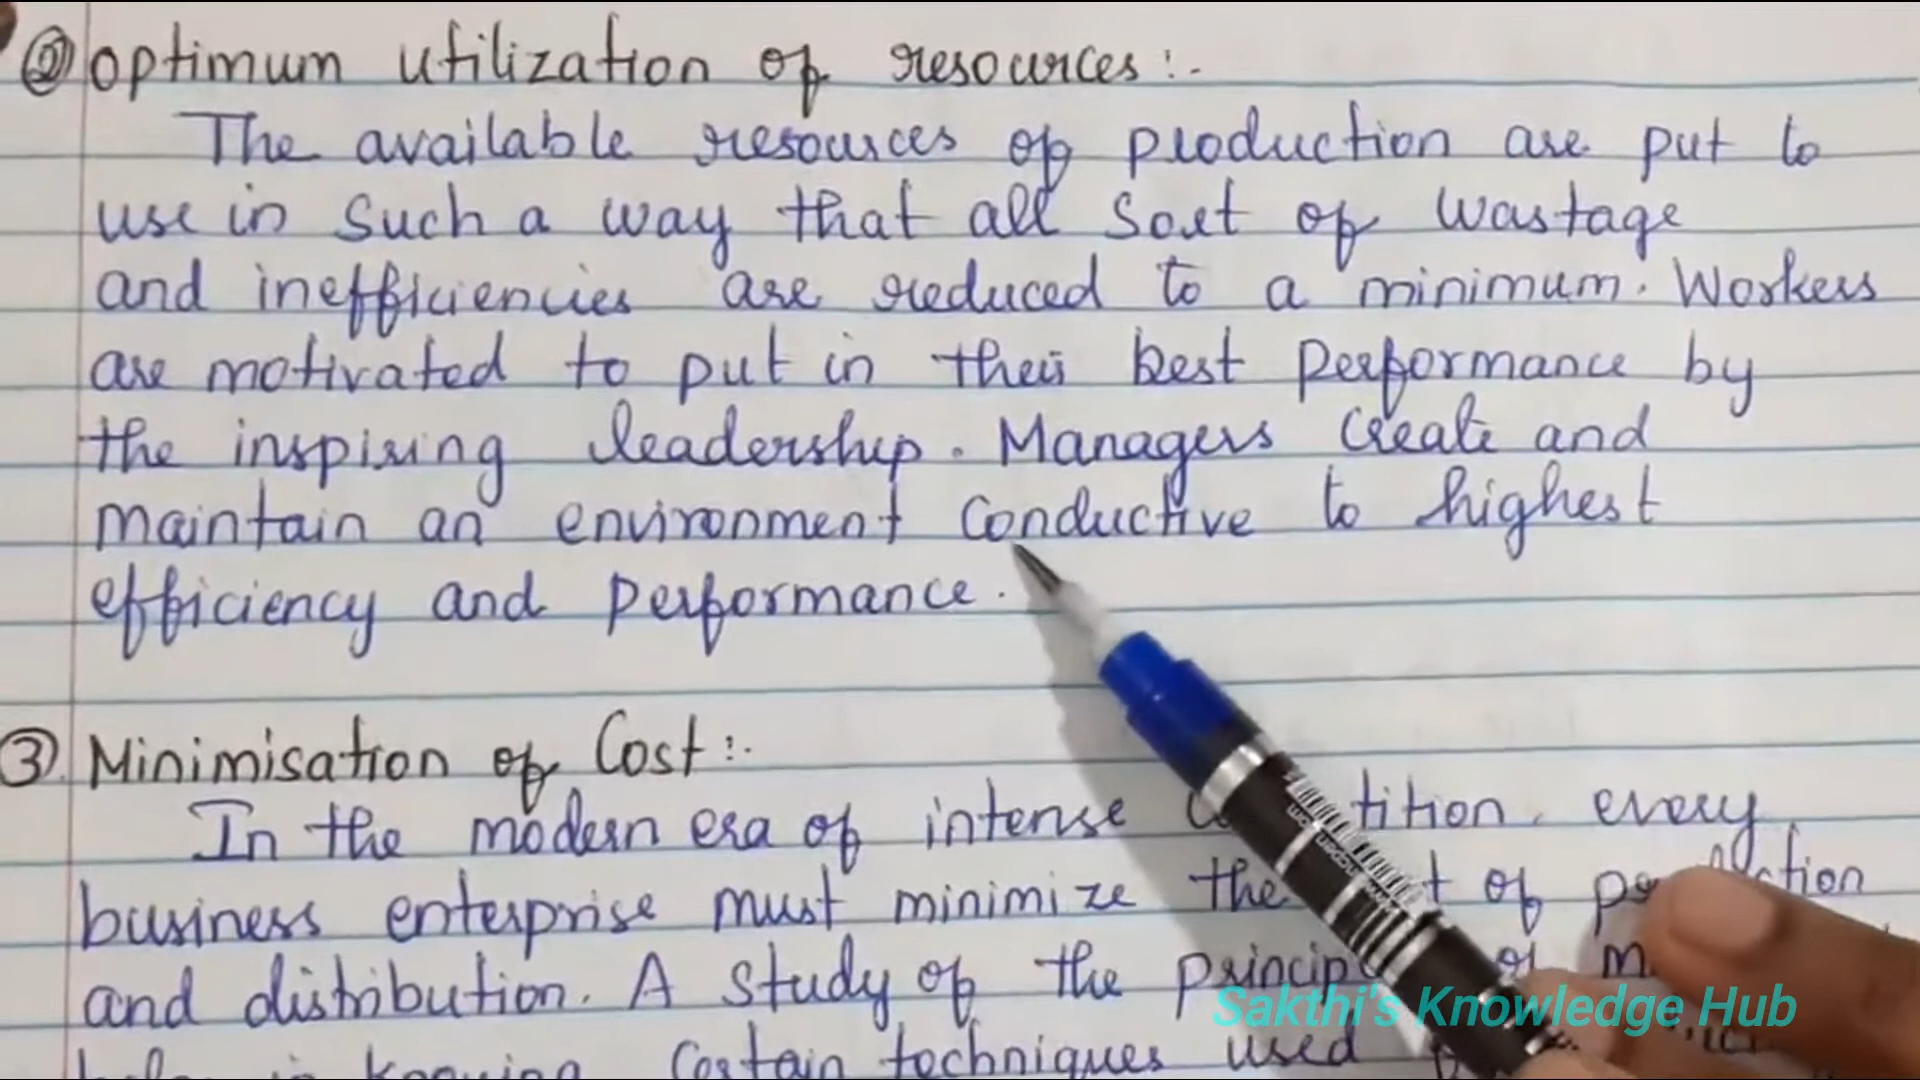 ② optimum utilization of resources:-
The available resources of production are put to
use in such a way that all sort of wastage
and inefficiencies are reduced to a minimum. Workers
are motivated to put in their best performance by
the inspiring leadership. Managers create and
maintain an environment conductive to highest
efficiency and performance.
③ Minimisation of Cost:-
In the modern era of intense tition, every
business enterprise must minimize the of
and distribution. A study of the
Sakthi's Knowledge Hub
knowing certain techniques used